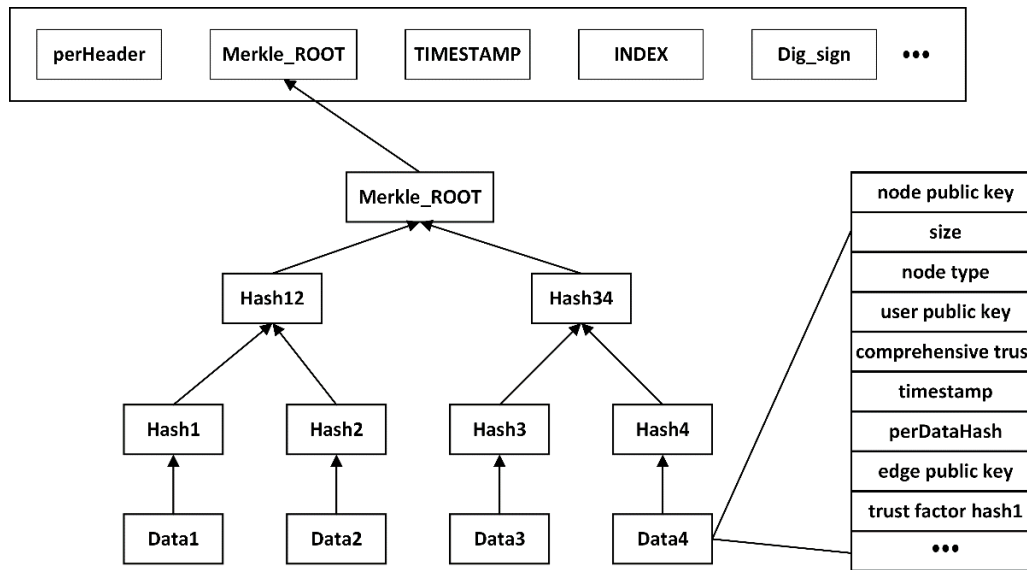 perHeader Merkle_ROOT TIMESTAMP INDEX Dig_sign •••
Merkle_ROOT
Hash12 Hash34
Hash1 Hash2 Hash3 Hash4
Data1 Data2 Data3 Data4
node public key
size
node type
user public key
comprehensive trus
timestamp
perDataHash
edge public key
trust factor hash1
•••